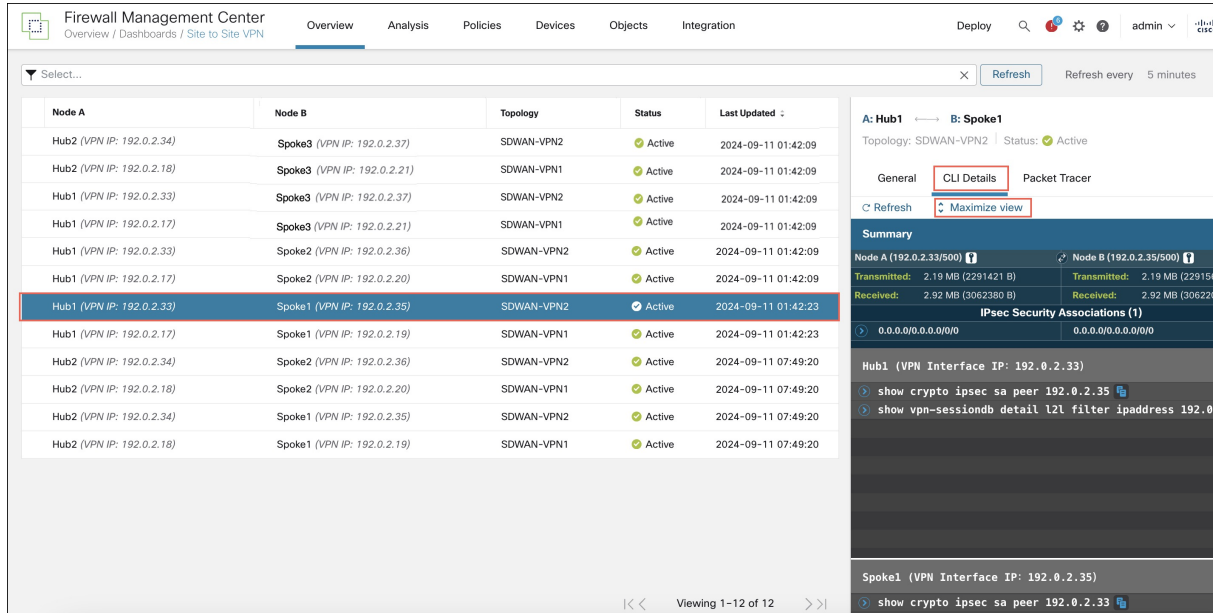 Firewall Management Center
Overview / Dashboards / Site to Site VPN
Overview Analysis Policies Devices Objects Integration Deploy 6 admin
CISCO
Select... Refresh Refresh every 5 minutes
Node A Node B Topology Status Last Updated
Hub2 (VPN IP: 192.0.2.34) Spoke3 (VPN IP: 192.0.2.37) SDWAN-VPN2 Active 2024-09-11 01:42:09
Hub2 (VPN IP: 192.0.2.18) Spoke3 (VPN IP: 192.0.2.21) SDWAN-VPN1 Active 2024-09-11 01:42:09
Hub1 (VPN IP: 192.0.2.33) Spoke3 (VPN IP: 192.0.2.37) SDWAN-VPN2 Active 2024-09-11 01:42:09
Hub1 (VPN IP: 192.0.2.17) Spoke3 (VPN IP: 192.0.2.21) SDWAN-VPN1 Active 2024-09-11 01:42:09
Hub1 (VPN IP: 192.0.2.33) Spoke2 (VPN IP: 192.0.2.36) SDWAN-VPN2 Active 2024-09-11 01:42:09
Hub1 (VPN IP: 192.0.2.17) Spoke2 (VPN IP: 192.0.2.20) SDWAN-VPN1 Active 2024-09-11 01:42:09
Hub1 (VPN IP: 192.0.2.33) Spoke1 (VPN IP: 192.0.2.35) SDWAN-VPN2 Active 2024-09-11 01:42:23
Hub1 (VPN IP: 192.0.2.17) Spoke1 (VPN IP: 192.0.2.19) SDWAN-VPN1 Active 2024-09-11 01:42:23
Hub2 (VPN IP: 192.0.2.34) Spoke2 (VPN IP: 192.0.2.36) SDWAN-VPN2 Active 2024-09-11 07:49:20
Hub2 (VPN IP: 192.0.2.18) Spoke2 (VPN IP: 192.0.2.20) SDWAN-VPN1 Active 2024-09-11 07:49:20
Hub2 (VPN IP: 192.0.2.34) Spoke1 (VPN IP: 192.0.2.35) SDWAN-VPN2 Active 2024-09-11 07:49:20
Hub2 (VPN IP: 192.0.2.18) Spoke1 (VPN IP: 192.0.2.19) SDWAN-VPN1 Active 2024-09-11 07:49:20
Viewing 1-12 of 12
A: Hub1 B: Spoke1
Topology: SDWAN-VPN2 | Status: Active
General CLI Details Packet Tracer
Refresh Maximize view
Summary
Node A (192.0.2.33/500) Node B (192.0.2.35/500)
Transmitted: 2.19 MB (2291421 B) Transmitted: 2.19 MB (22915
Received: 2.92 MB (3062380 B) Received: 2.92 MB (30622
IPsec Security Associations (1)
0.0.0.0/0.0.0.0/0/0 0.0.0.0/0.0.0.0/0/0
Hub1 (VPN Interface IP: 192.0.2.33)
show crypto ipsec sa peer 192.0.2.35
show vpn-sessiondb detail l2l filter ipaddress 192.0
Spoke1 (VPN Interface IP: 192.0.2.35)
show crypto ipsec sa peer 192.0.2.33